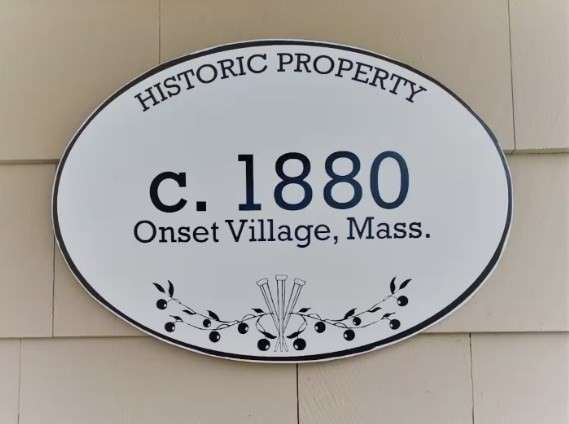 HISTORIC PROPERTY
c. 1880
Onset Village, Mass.